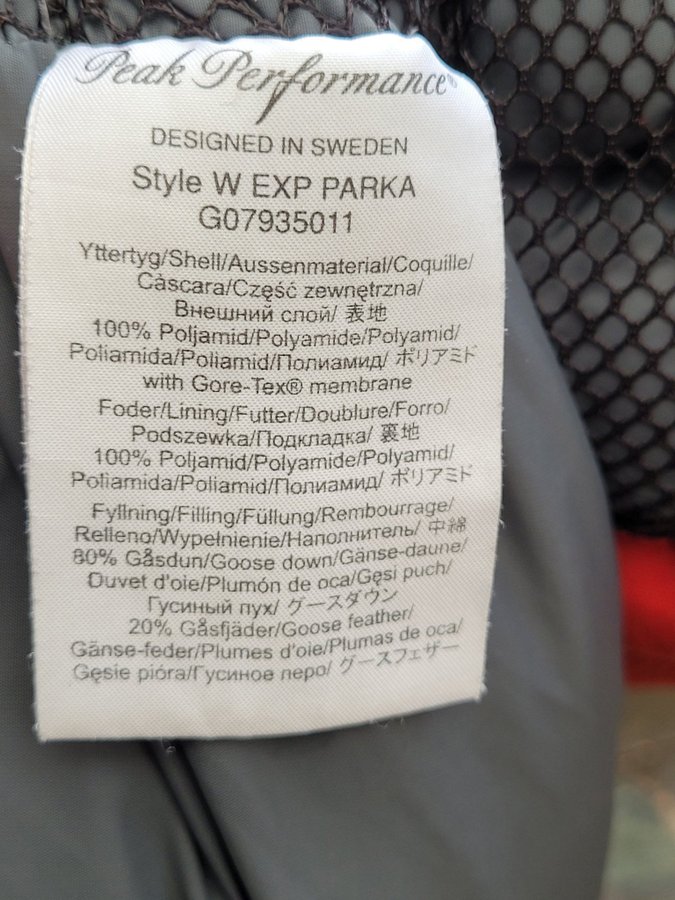 Peak Performance®
DESIGNED IN SWEDEN
Style W EXP PARKA
G07935011
Yttertyg/Shell/Aussenmaterial/Coquille/
Càscara/Część zewnętrzna/
Внешний слой/ 表地
100% Poljamid/Polyamide/Polyamid/
Poliamida/Poliamid/Полиамид/ ポリアミド
with Gore-Tex® membrane
Foder/Lining/Futter/Doublure/Forro/
Podszewka/Подкладка/ 裏地
100% Poljamid/Polyamide/Polyamid/
Poliamida/Poliamid/Полиамид/ ポリアミド
Fyllning/Filling/Füllung/Rembourrage/
Relleno/Wypełnienie/Наполнитель/ 中綿
80% Gåsdun/Goose down/Gänse-daune/
Duvet d'oie/Plumón de oca/Gęsi puch/
Гусиный пух/ グースダウン
20% Gåsfjäder/Goose feather/
Gänse-feder/Plumes d'oie/Plumas de oca/
Gęsie pióra/Гусиное перо/ グースフェザー